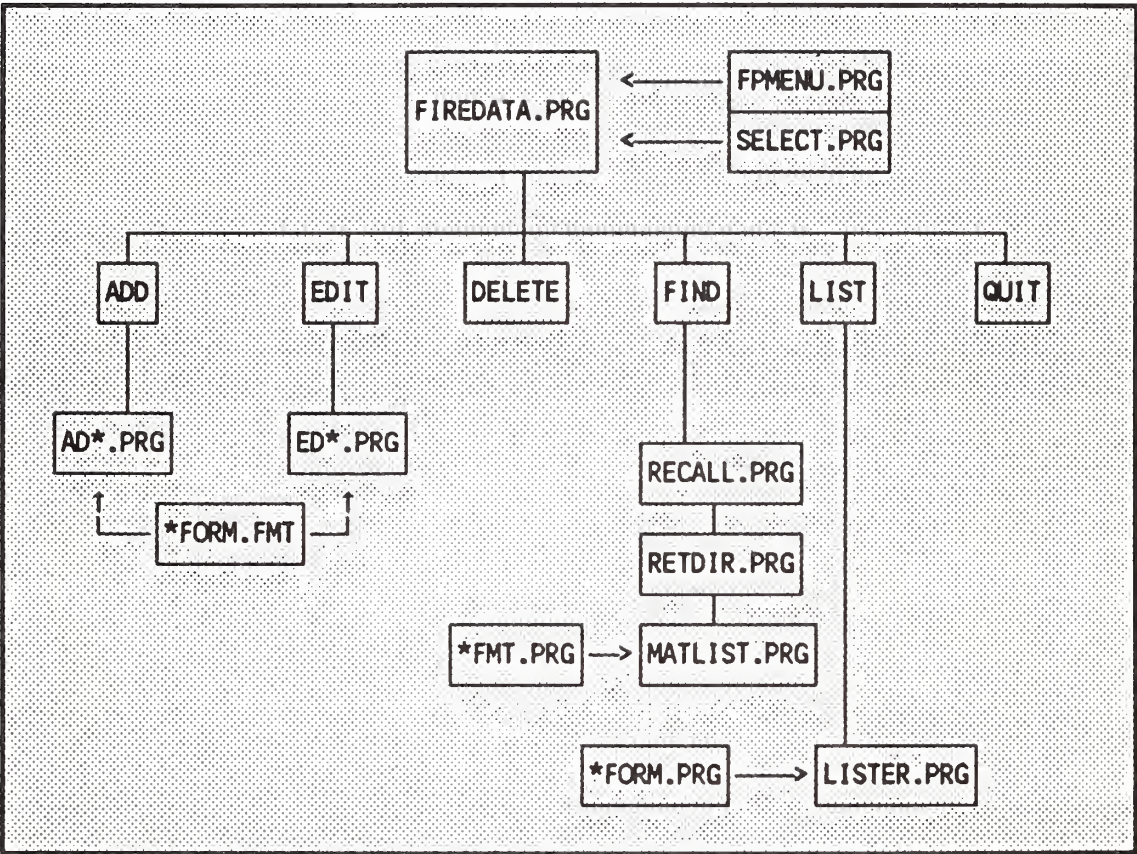 FIREDATA.PRG
FPMENU.PRG
SELECT.PRG
ADD
EDIT
DELETE
FIND
LIST
QUIT
AD*.PRG
ED*.PRG
*FORM.FMT
RECALL.PRG
RETDIR.PRG
*FMT.PRG
MATLIST.PRG
*FORM.PRG
LISTER.PRG